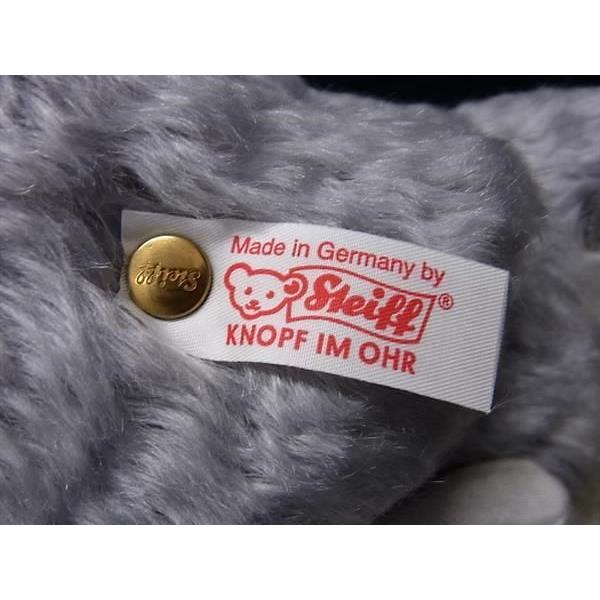 Made in Germany by
Steiff®
KNOPF IM OHR
Steiff